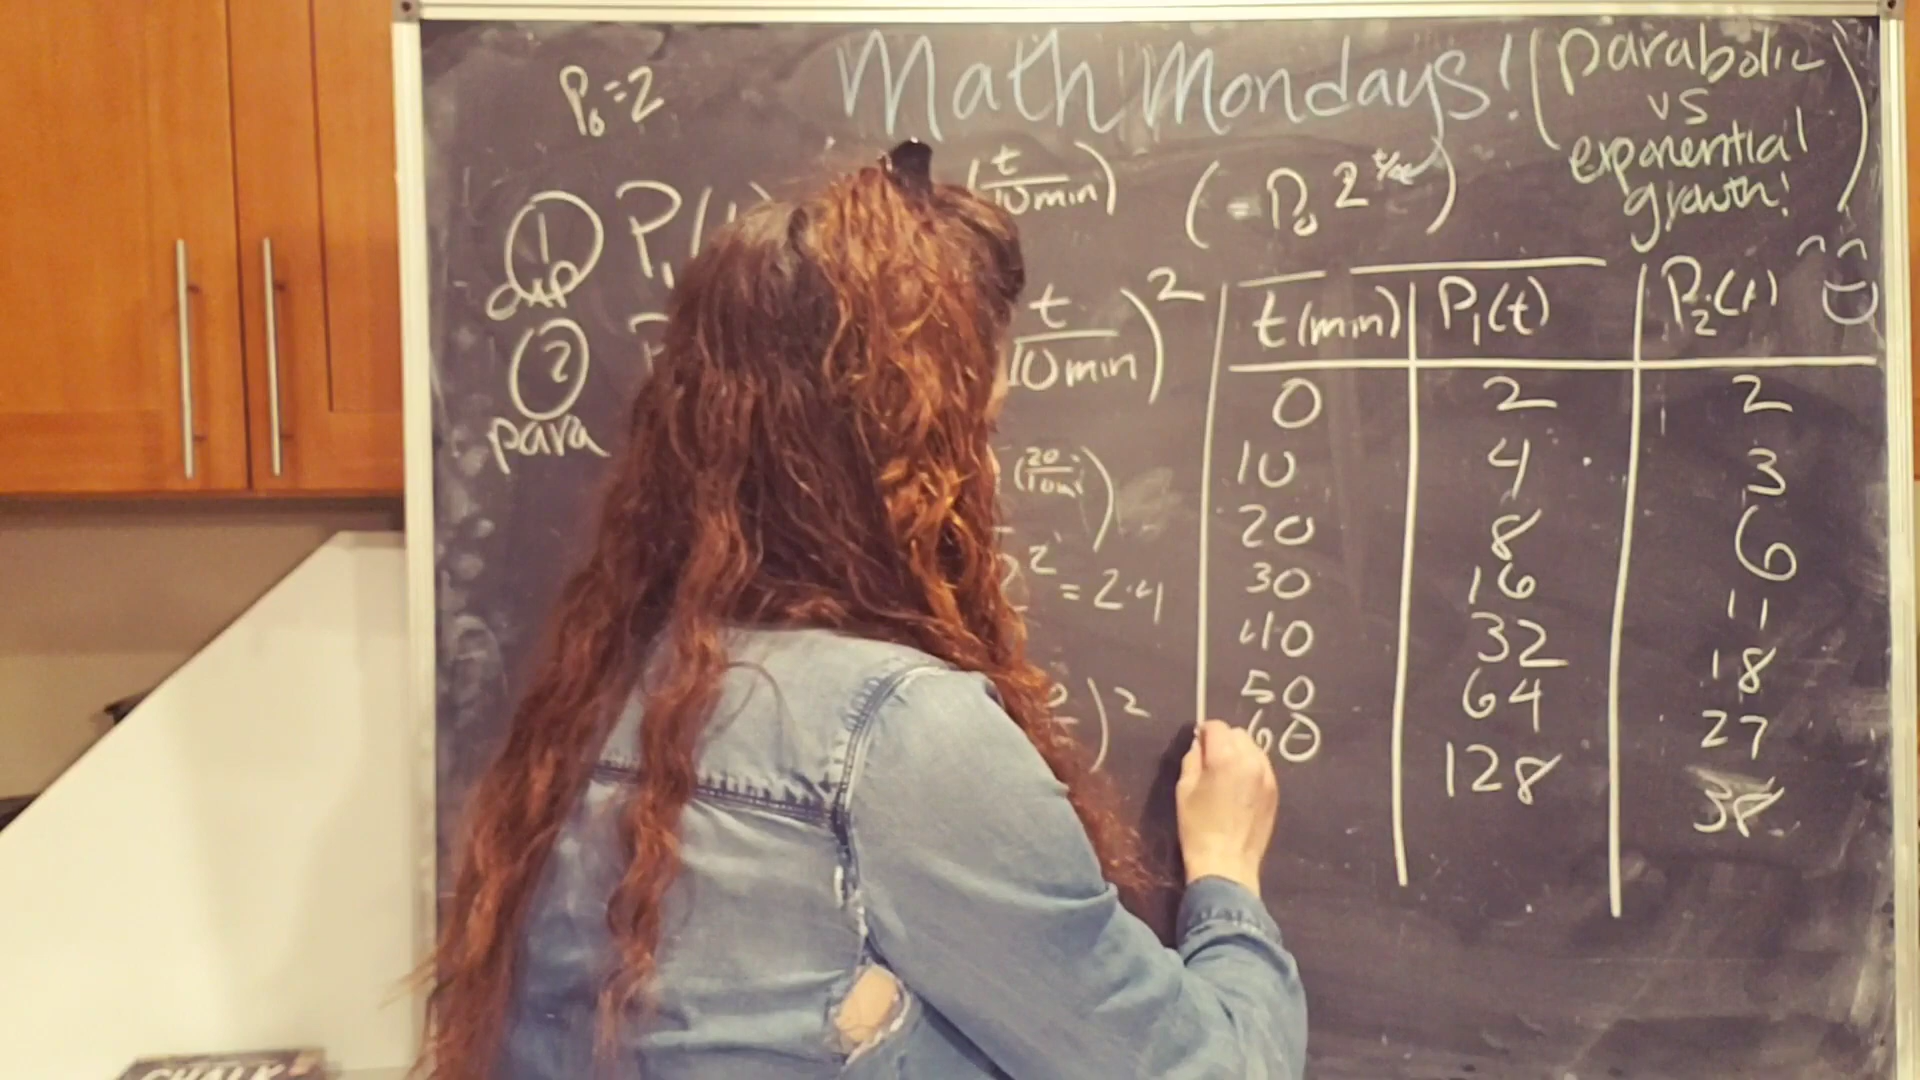 P₀=2
Math Mondays! (parabolic
vs
exponential
growth!)
① P₁(
t/10min) (=P₀ 2
exp
② 
t/10min)²
para
(20/10
2² = 2·4
)²
t(min) P₁(t) P₂(t)
0 2 2
10 4 3
20 8 6
30 16 11
40 32 18
50 64 27
60 128 38
CHALK